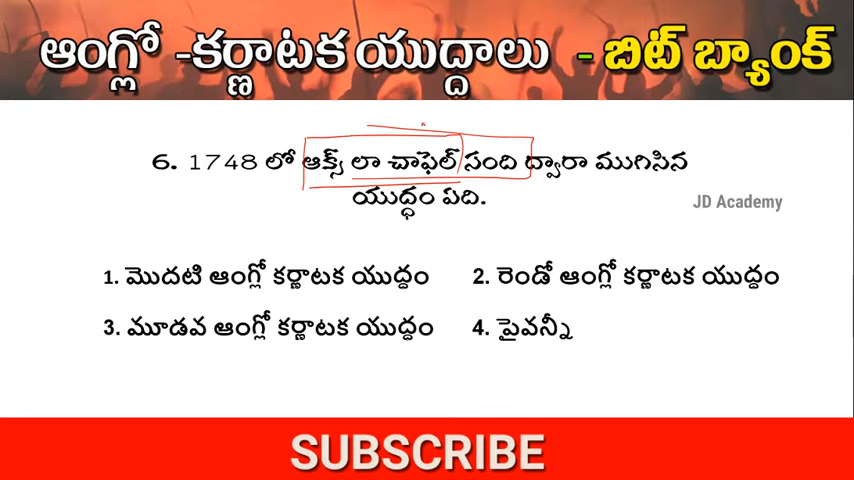 ఆంగ్లో -కర్ణాటక యుద్దాలు - బిట్ బ్యాంక్
6. 1748 లో ఆక్స్ లా చాఫెల్ సంది ద్వారా ముగిసిన
యుద్ధం ఏది.
JD Academy
1. మొదటి ఆంగ్లో కర్ణాటక యుద్దం 2. రెండో ఆంగ్లో కర్ణాటక యుద్దం
3. మూడవ ఆంగ్లో కర్ణాటక యుద్దం 4. పైవన్నీ
SUBSCRIBE